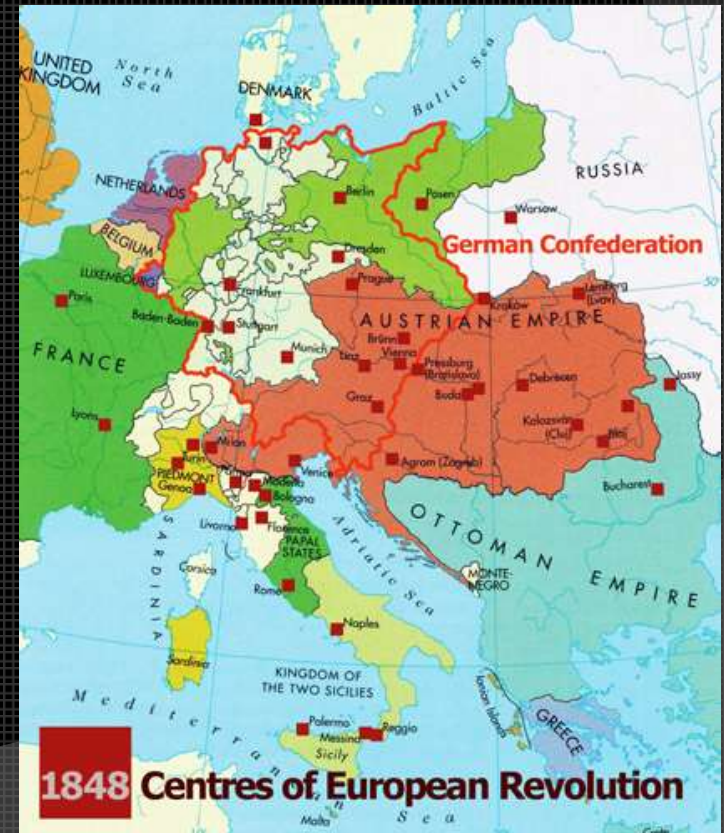 UNITED
KINGDOM
North
Sea
DENMARK
Baltic Sea
RUSSIA
NETHERLANDS
Berlin
Posen
Warsaw
BELGIUM
German Confederation
LUXEMBOURG
Dresden
Frankfurt
Prague
Kraków
Lemberg
(Lvov)
50
Paris
Baden-Baden
Stuttgart
AUSTRIAN EMPIRE
Brünn
Vienna
Linz
Munich
Pressburg
(Bratislava)
FRANCE
Debrecen
Jassy
Buda
Graz
Lyons
Kolozsvár
(Cluj)
Blaj
Milan
Turin
Venice
Agram (Zagreb)
PIEDMONT
Parma
Modena
Genoa
Bologna
Bucharest
Livorno
Florence
PAPAL
STATES
OTTOMAN EMPIRE
Adriatic Sea
SARDINIA
Corsica
MONTE-
NEGRO
Rome
Naples
Sardinia
KINGDOM OF
THE TWO SICILIES
Ionian Islands
GREECE
Mediterranean Sea
Palermo
Messina
Reggio
Sicily
1848 Centres of European Revolution
Malta